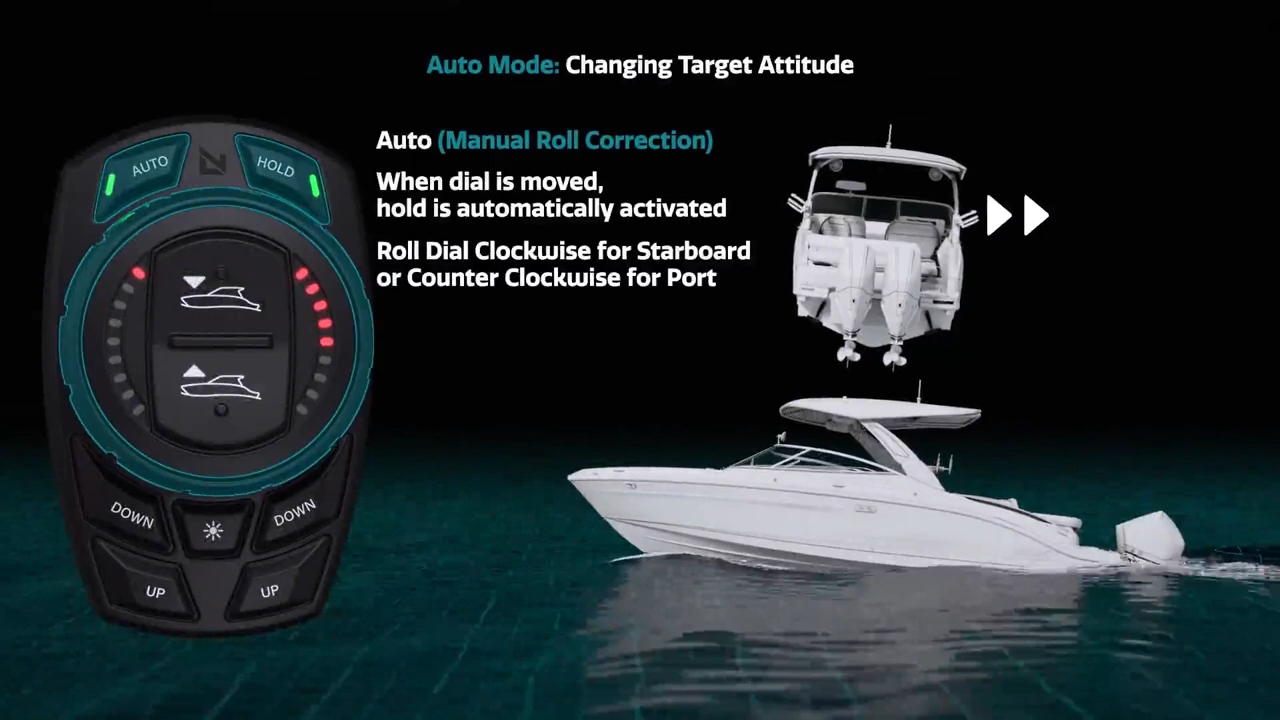 Auto Mode: Changing Target Attitude
Auto (Manual Roll Correction)
When dial is moved,
hold is automatically activated
Roll Dial Clockwise for Starboard
or Counter Clockwise for Port
AUTO
HOLD
DOWN
DOWN
UP
UP